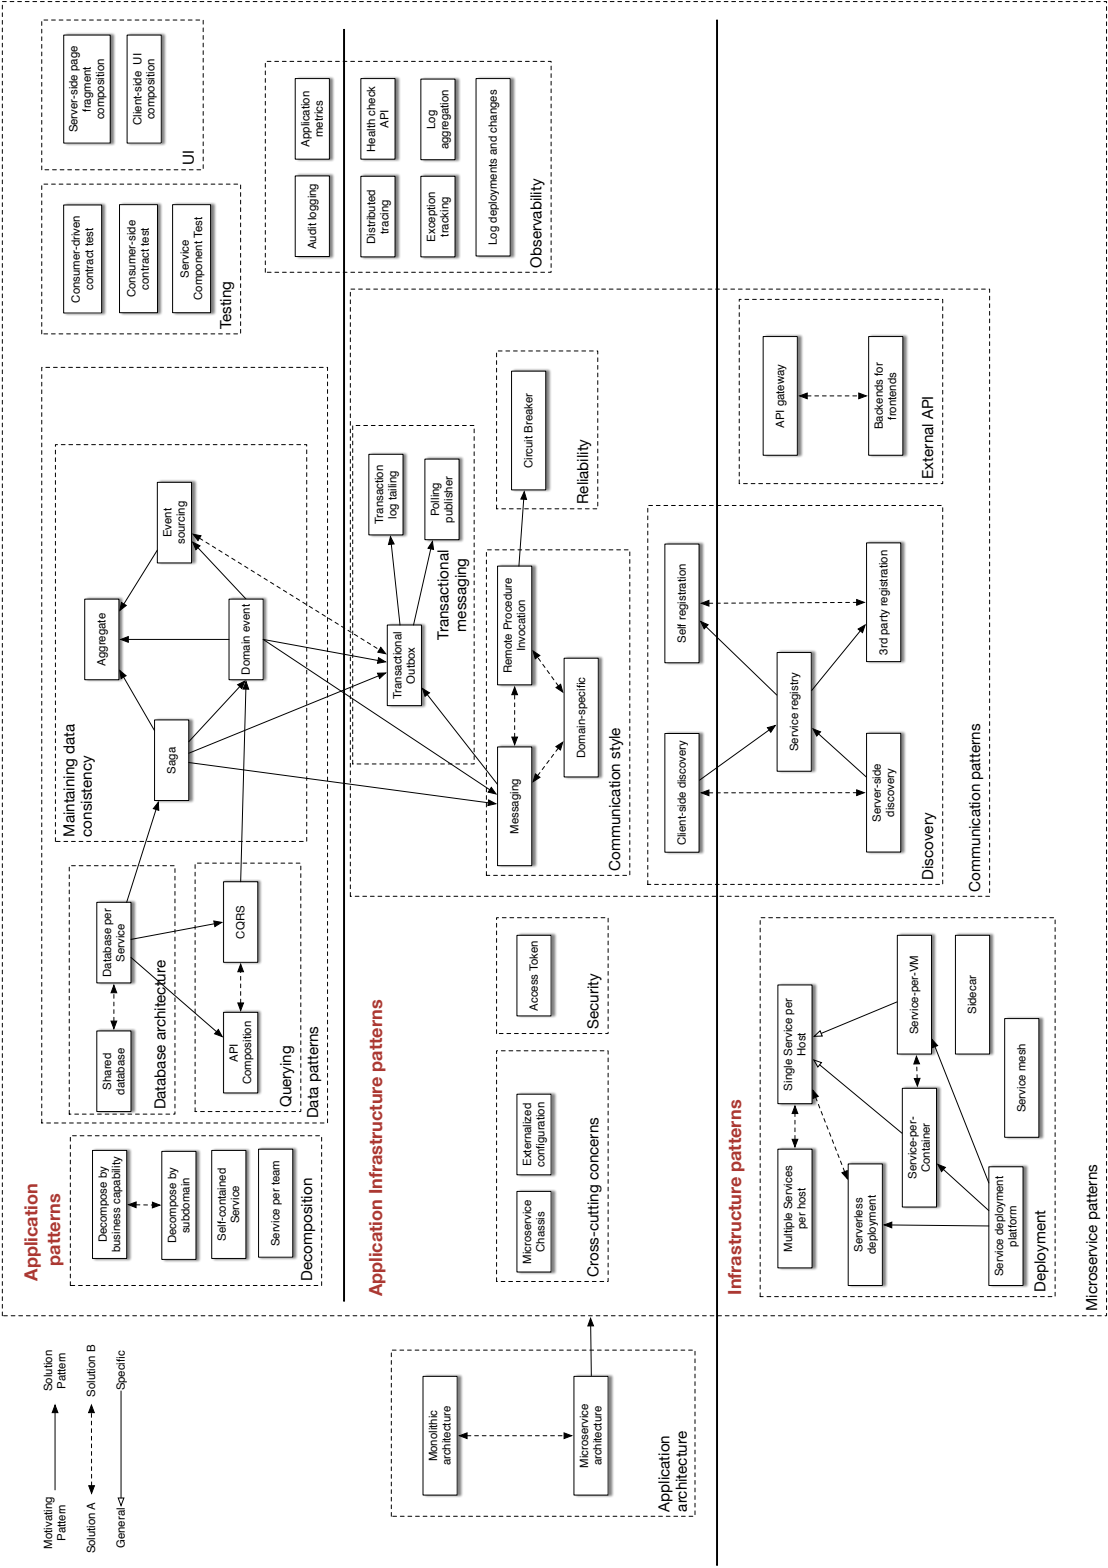 Motivating
Pattern
Solution
Pattern
Solution A
Solution B
General
Specific
Application
architecture
Monolithic
architecture
Microservice
architecture
Microservice patterns
Application
patterns
Decomposition
Decompose by
business capability
Decompose by
subdomain
Self-contained
Service
Service per team
Data patterns
Database architecture
Shared
database
Database per
Service
Querying
API
Composition
CQRS
Maintaining data
consistency
Saga
Aggregate
Domain event
Event
sourcing
Testing
Consumer-driven
contract test
Consumer-side
contract test
Service
Component Test
UI
Server-side page
fragment
composition
Client-side UI
composition
Observability
Audit logging
Application
metrics
Distributed
tracing
Health check
API
Exception
tracking
Log
aggregation
Log deployments and changes
Application Infrastructure patterns
Cross-cutting concerns
Microservice
Chassis
Externalized
configuration
Security
Access Token
Communication patterns
Transactional
messaging
Transactional
Outbox
Transaction
log tailing
Polling
publisher
Communication style
Messaging
Remote Procedure
Invocation
Domain-specific
Reliability
Circuit Breaker
Discovery
Client-side discovery
Self registration
Service registry
Server-side
discovery
3rd party registration
External API
API gateway
Backends for
frontends
Infrastructure patterns
Deployment
Multiple Services
per host
Single Service per
Host
Serverless
deployment
Service-per-
Container
Service-per-VM
Service deployment
platform
Sidecar
Service mesh